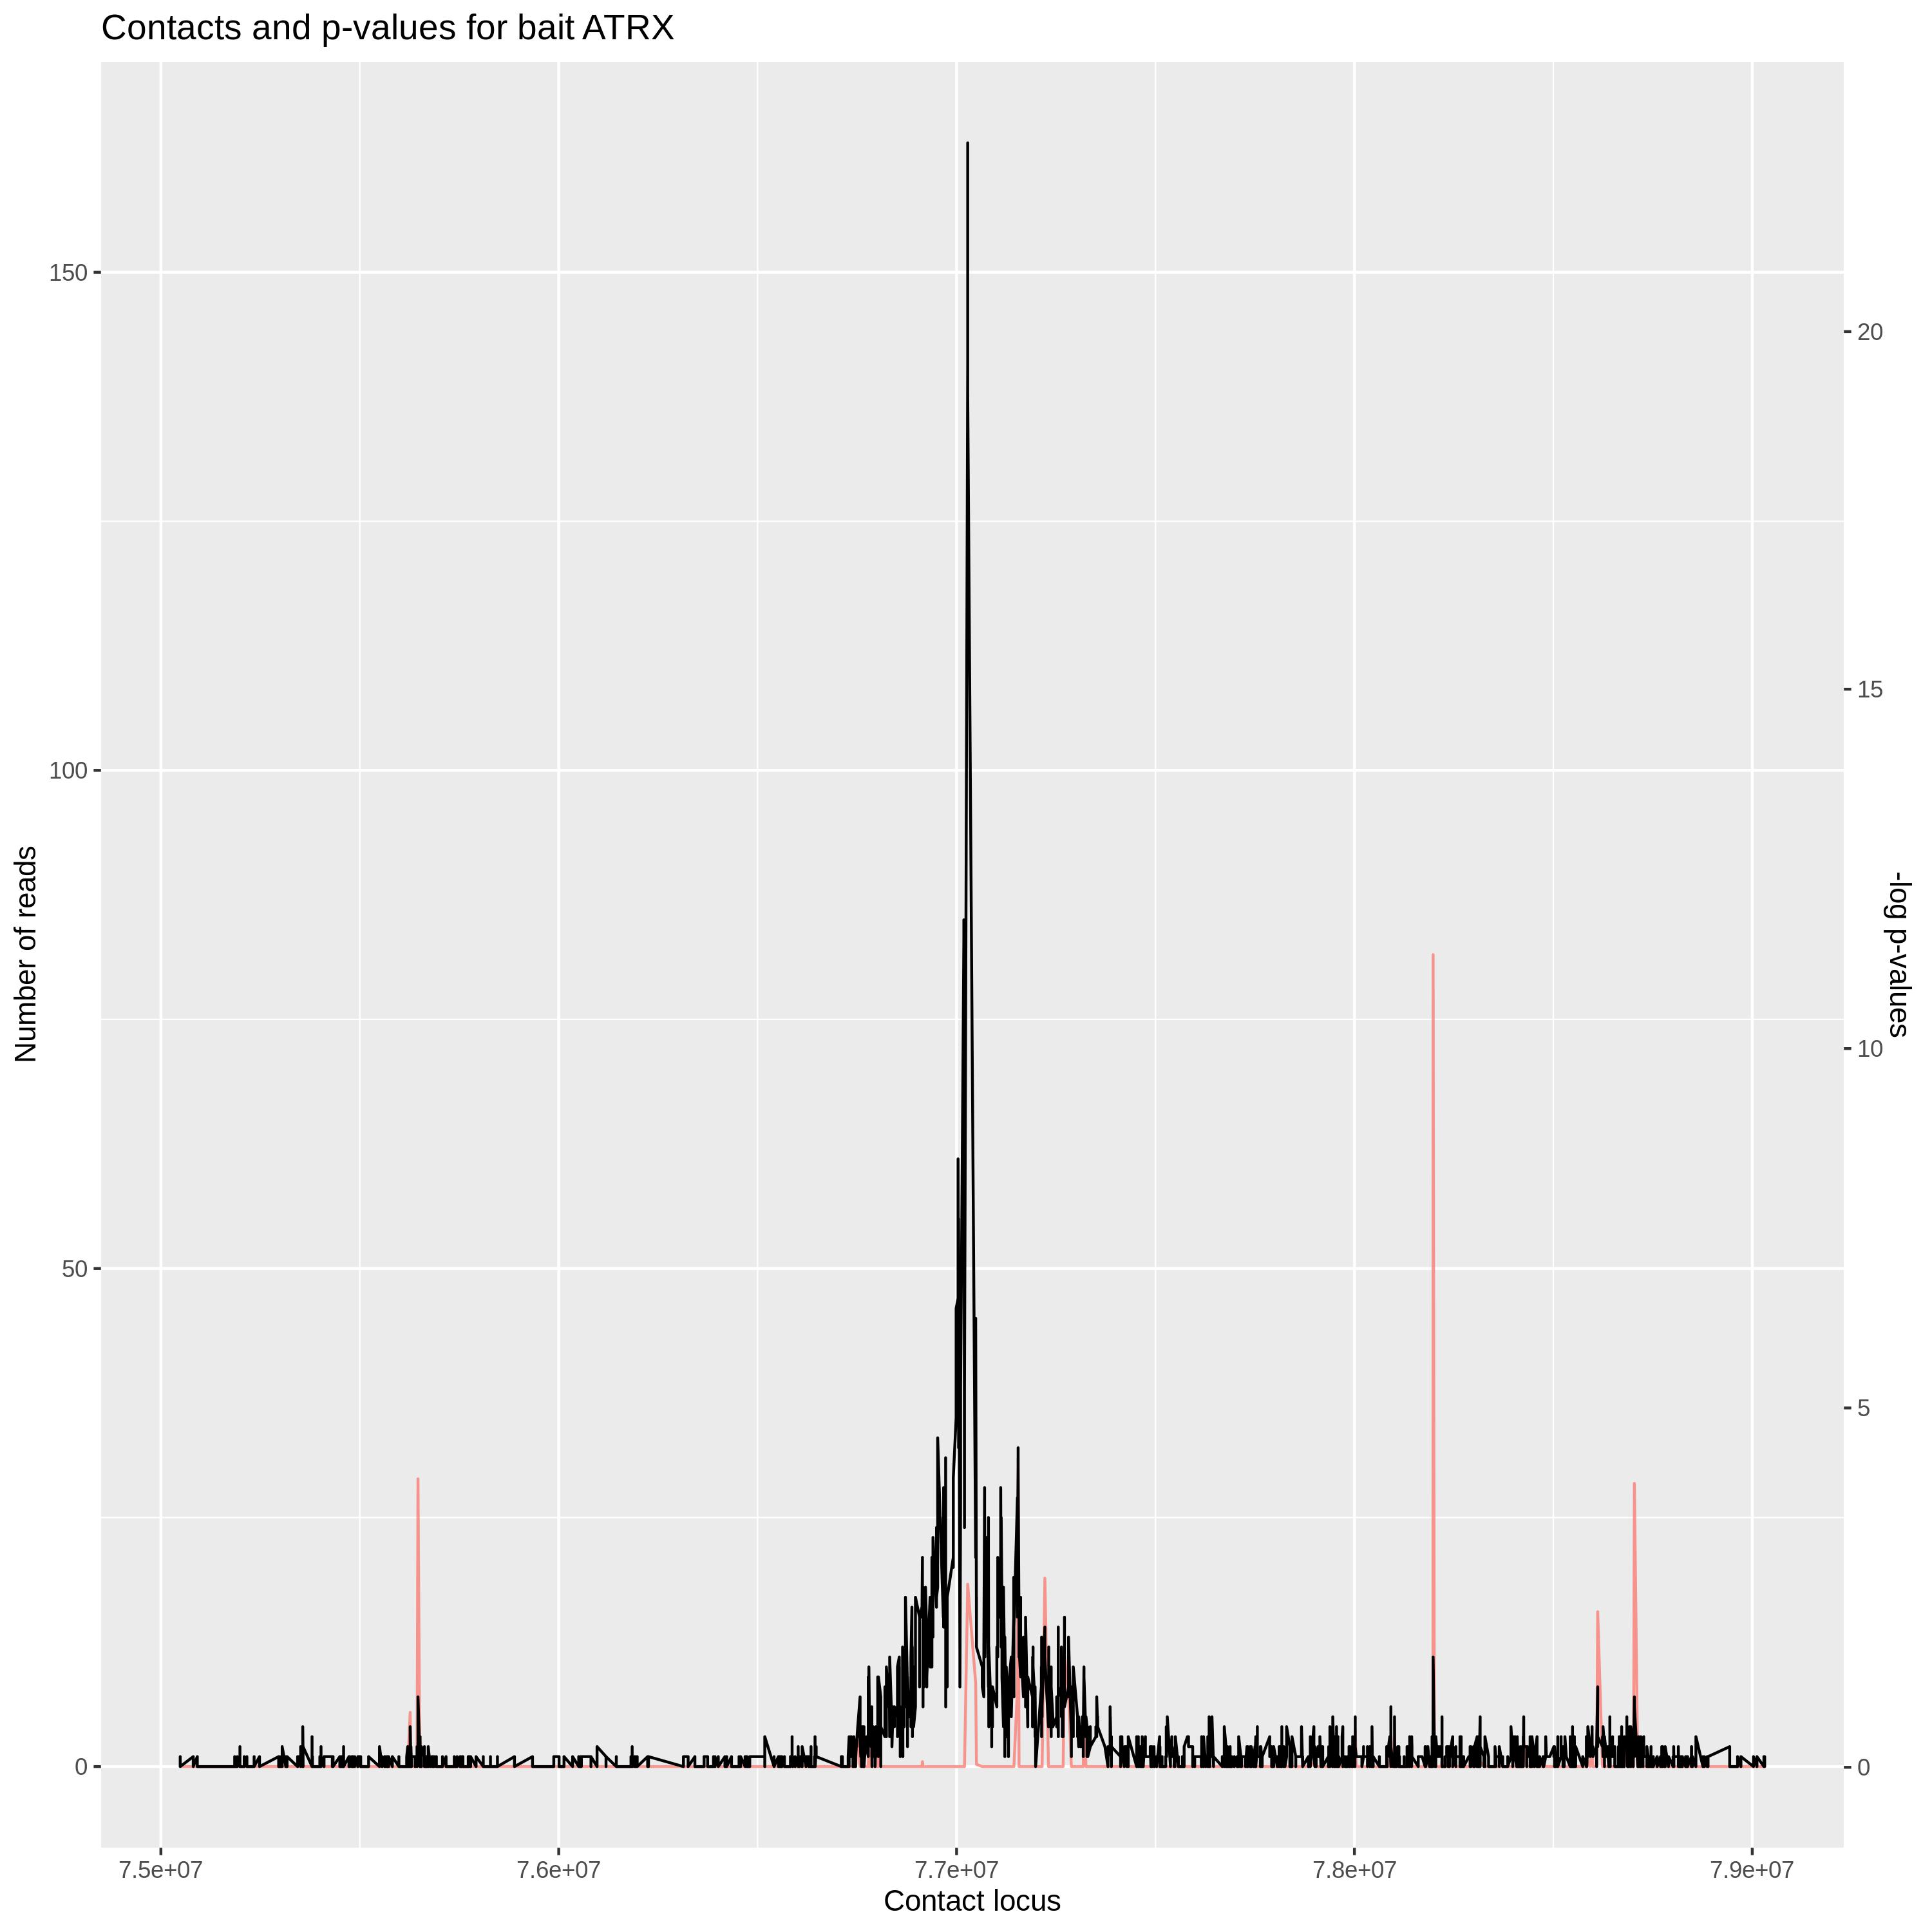 Contacts and p-values for bait ATRX
150
100
50
0
Number of reads
20
15
10
5
0
-log p-values
7.5e+07
7.6e+07
7.7e+07
7.8e+07
7.9e+07
Contact locus